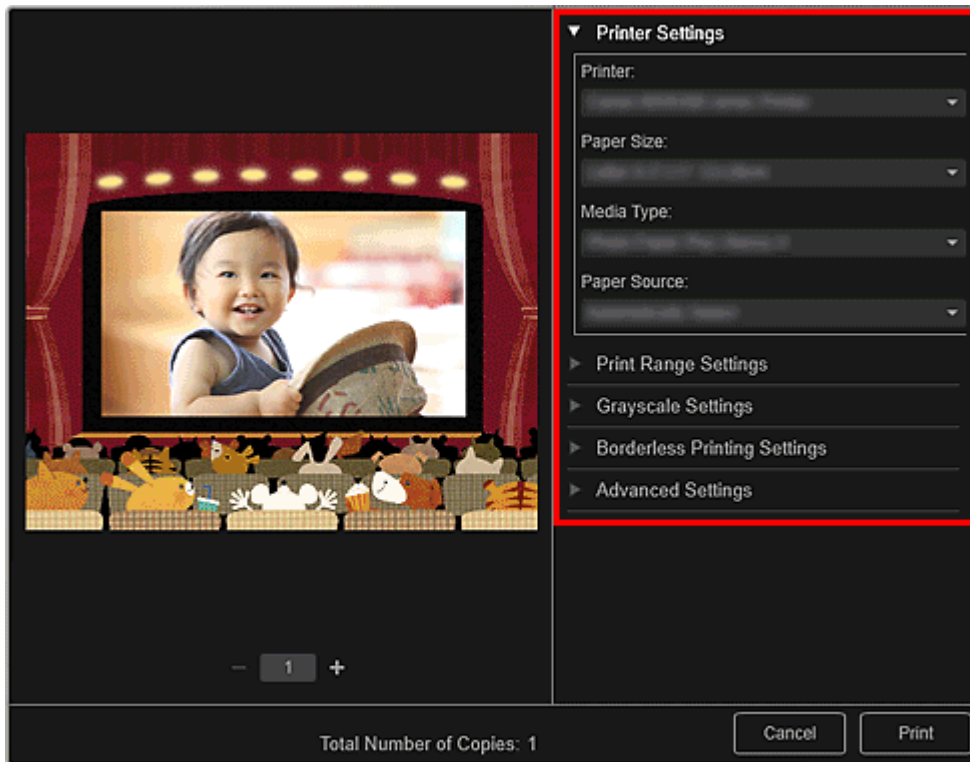 Printer Settings
Printer:
Paper Size:
Media Type:
Paper Source:
Print Range Settings
Grayscale Settings
Borderless Printing Settings
Advanced Settings
1
Total Number of Copies: 1
Cancel
Print